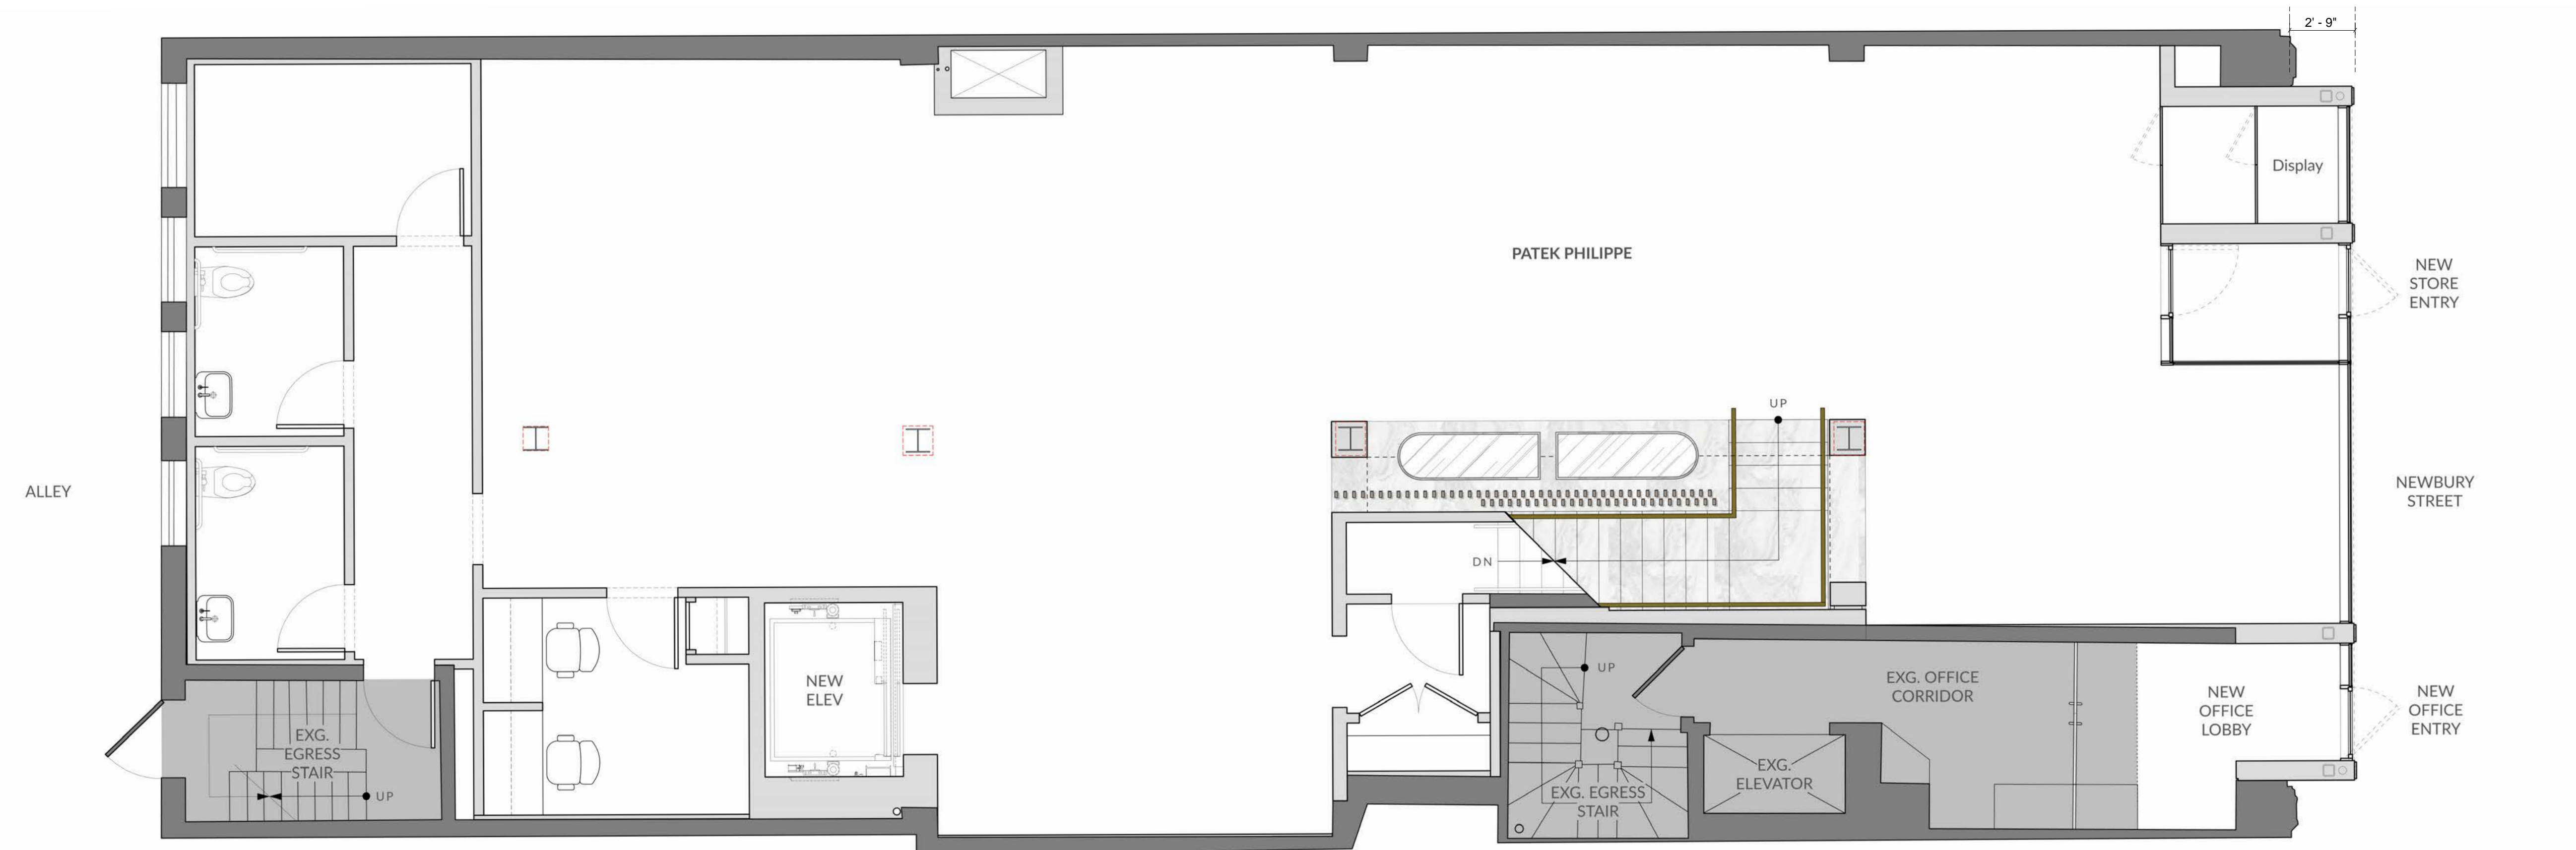 2' - 9"
Display
PATEK PHILIPPE
NEW
STORE
ENTRY
UP
ALLEY
NEWBURY
STREET
DN
UP
NEW
ELEV
EXG. OFFICE
CORRIDOR
NEW
OFFICE
LOBBY
NEW
OFFICE
ENTRY
EXG.
EGRESS
STAIR
UP
EXG.
ELEVATOR
EXG. EGRESS
STAIR